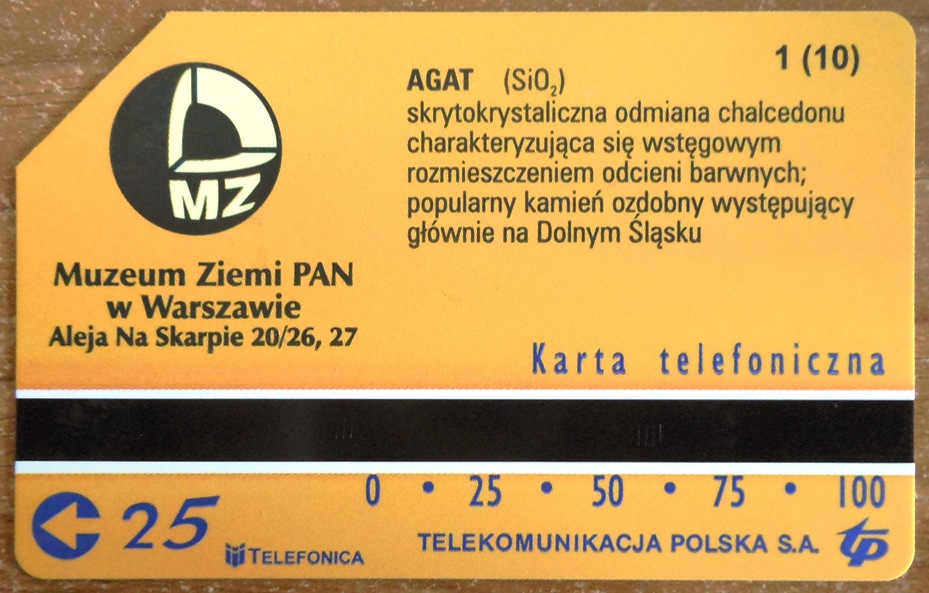 1 (10)
AGAT (SiO₂)
skrytokrystaliczna odmiana chalcedonu
charakteryzująca się wstęgowym
rozmieszczeniem odcieni barwnych;
popularny kamień ozdobny występujący
głównie na Dolnym Śląsku
MZ
Muzeum Ziemi PAN
w Warszawie
Aleja Na Skarpie 20/26, 27
Karta telefoniczna
0 • 25 • 50 • 75 • 100
25
TELEFONICA
TELEKOMUNIKACJA POLSKA S.A.
tp